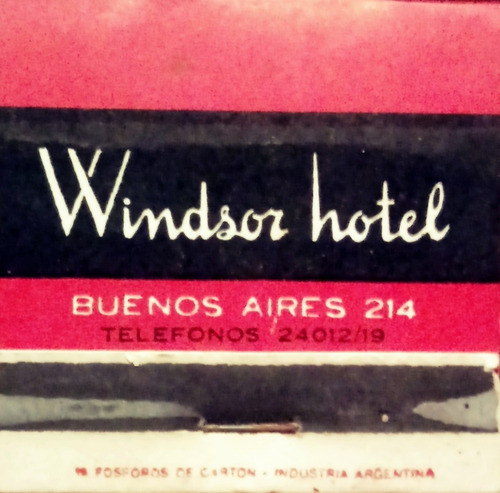 Windsor hotel
BUENOS AIRES 214
TELEFONOS 24012/19
FOSFOROS DE CARTON - INDUSTRIA ARGENTINA